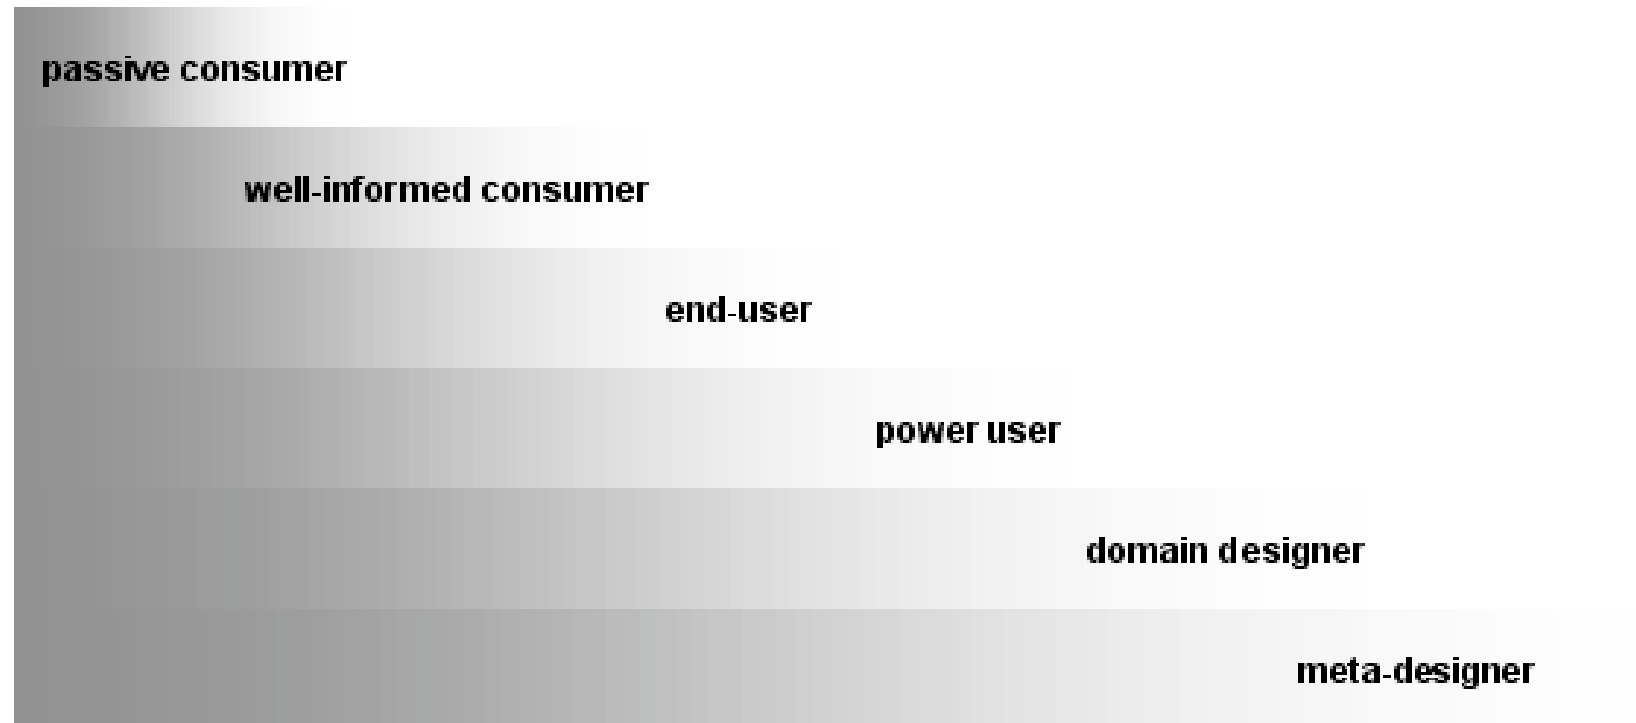 passive consumer
well-informed consumer
end-user
power user
domain designer
meta-designer